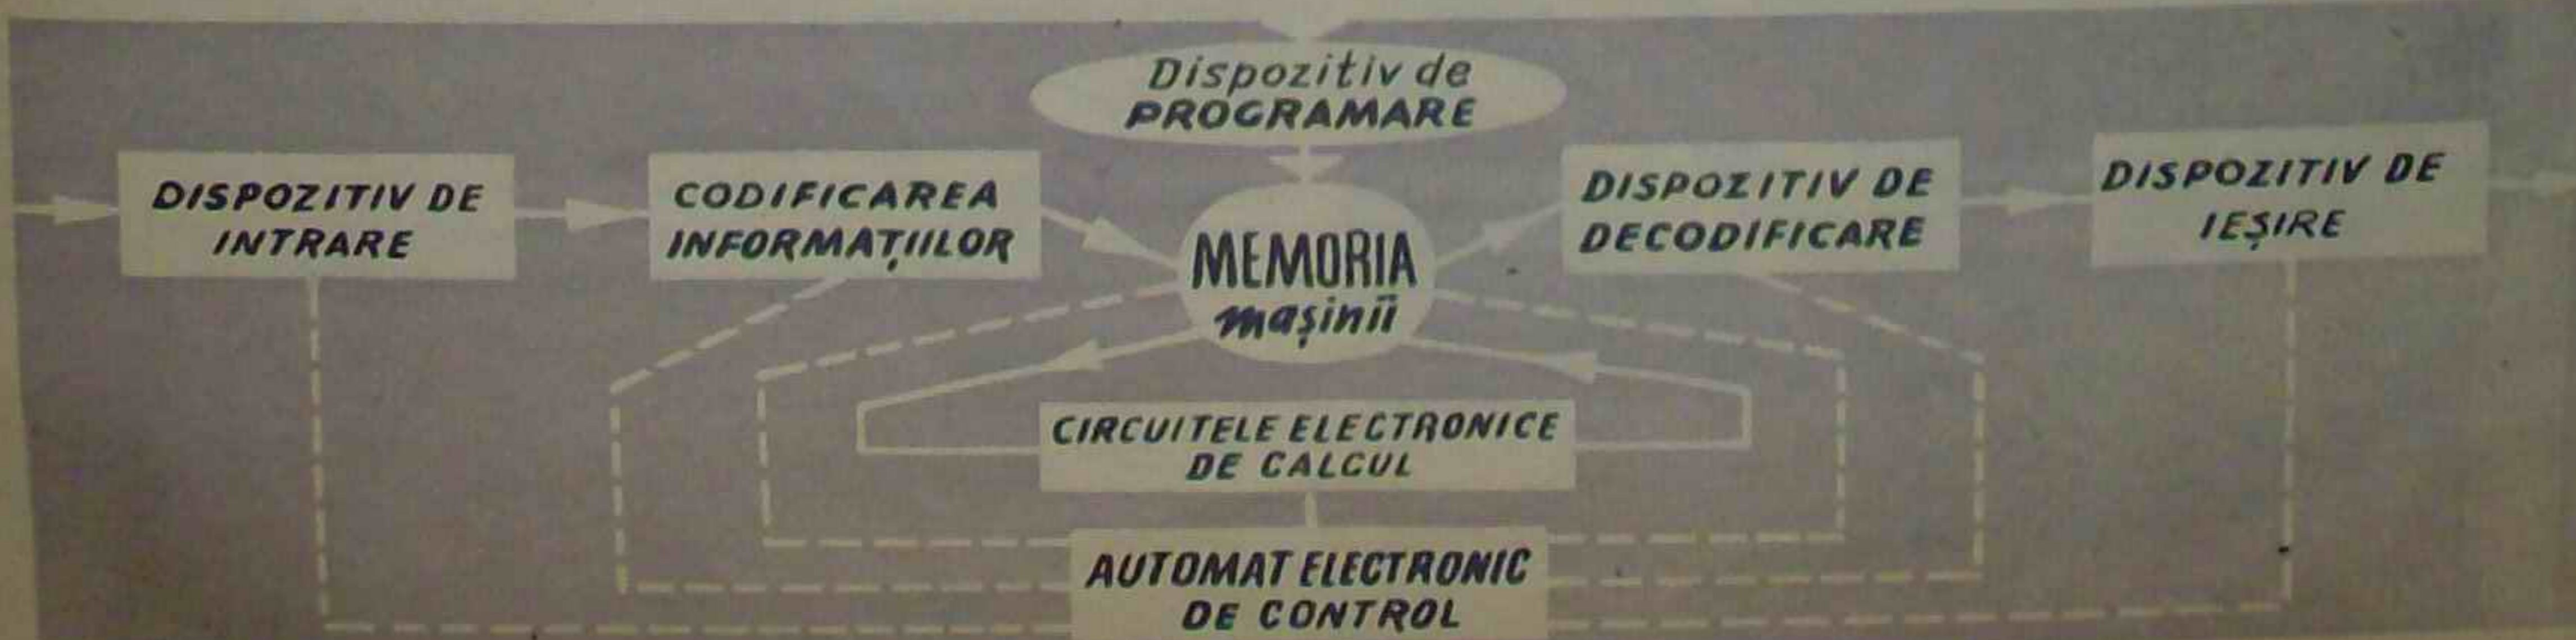 Dispozitiv de
PROGRAMARE
DISPOZITIV DE
INTRARE
CODIFICAREA
INFORMAȚIILOR
MEMORIA
mașinii
DISPOZITIV DE
DECODIFICARE
DISPOZITIV DE
IEȘIRE
CIRCUITELE ELECTRONICE
DE CALCUL
AUTOMAT ELECTRONIC
DE CONTROL